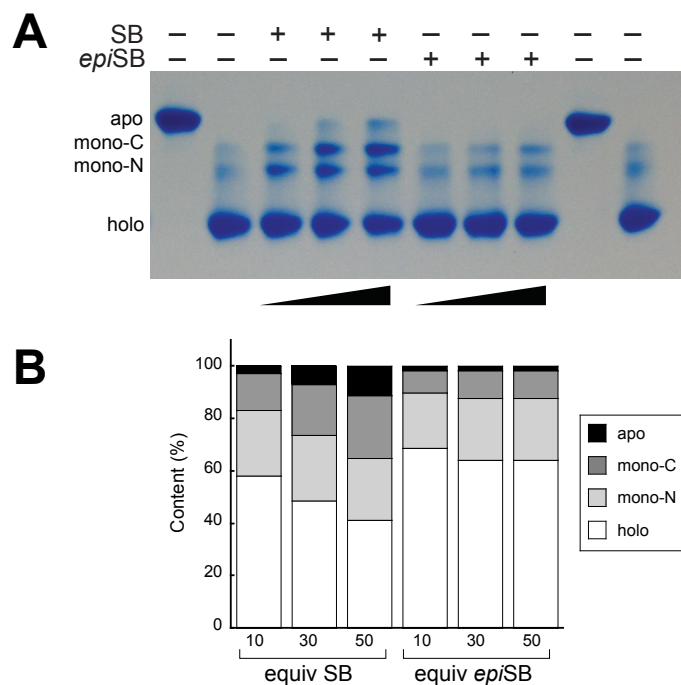 A
SB − − + + + − − − − −
epiSB − − − − − + + + − −
apo
mono-C
mono-N
holo
B
Content (%)
100
80
60
40
20
0
10 30 50 10 30 50
equiv SB equiv epiSB
apo
mono-C
mono-N
holo